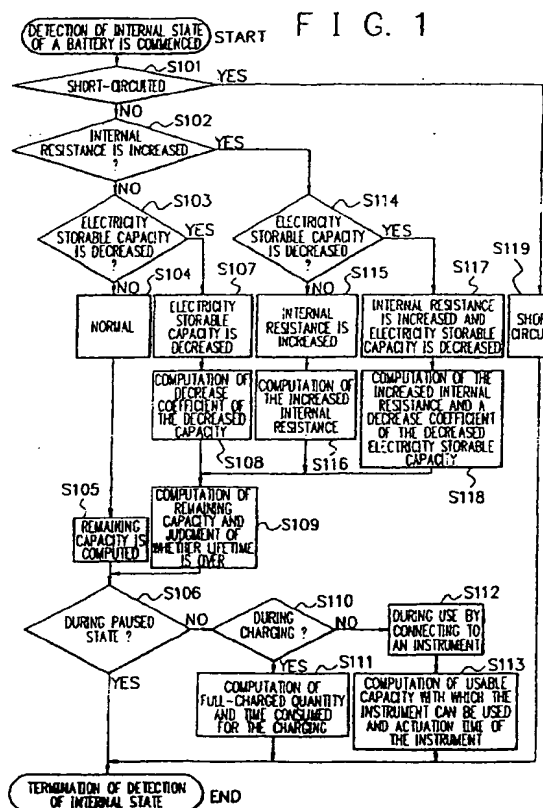 FIG. 1
DETECTION OF INTERNAL STATE
OF A BATTERY IS COMMENCED
START
S101
SHORT-CIRCUITED
YES
NO
S102
INTERNAL
RESISTANCE IS INCREASED
?
YES
NO
S103
ELECTRICITY
STORABLE CAPACITY
IS DECREASED
?
YES
NO
S114
ELECTRICITY
STORABLE CAPACITY
IS DECREASED
?
YES
NO
S104
NORMAL
S107
ELECTRICITY
STORABLE
CAPACITY IS
DECREASED
S115
INTERNAL
RESISTANCE IS
INCREASED
S117
INTERNAL RESISTANCE
IS INCREASED AND
ELECTRICITY STORABLE
CAPACITY IS DECREASED
S119
SHORT
CIRCUI
COMPUTATION OF
DECREASE
COEFFICIENT OF
THE DECREASED
CAPACITY
S108
COMPUTATION OF
THE INCREASED
INTERNAL
RESISTANCE
S116
COMPUTATION OF THE
INCREASED INTERNAL
RESISTANCE AND A
DECREASE COEFFICIENT
OF THE DECREASED
ELECTRICITY STORABLE
CAPACITY
S118
S105
REMAINING
CAPACITY IS
COMPUTED
COMPUTATION OF
REMAINING
CAPACITY AND
JUDGMENT OF
WHETHER LIFETIME
IS OVER
S109
S106
DURING PAUSED
STATE ?
NO
YES
S110
DURING
CHARGING ?
NO
YES
S112
DURING USE BY
CONNECTING TO
AN INSTRUMENT
S111
COMPUTATION OF
FULL-CHARGED QUANTITY
AND TIME CONSUMED
FOR THE CHARGING
S113
COMPUTATION OF USABLE
CAPACITY WITH WHICH THE
INSTRUMENT CAN BE USED
AND ACTUATION TIME OF
THE INSTRUMENT
TERMINATION OF DETECTION
OF INTERNAL STATE
END